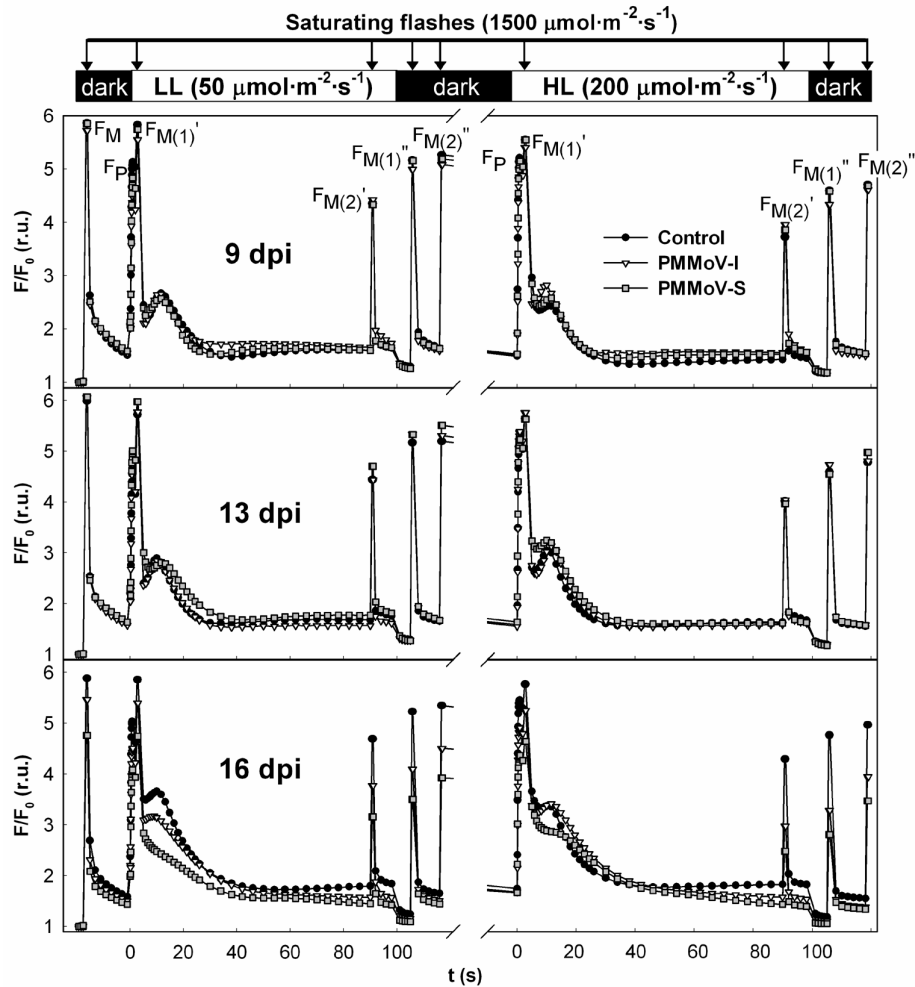 Saturating flashes (1500 μmol·m⁻²·s⁻¹)
dark LL (50 μmol·m⁻²·s⁻¹) dark HL (200 μmol·m⁻²·s⁻¹) dark
6
5
4
3
2
1
F/F₀ (r.u.)
F_M F_M(1)' F_P F_M(2)' F_M(1)'' F_M(2)''
F_P F_M(1)' F_M(2)' F_M(1)'' F_M(2)''
9 dpi
Control
PMMoV-I
PMMoV-S
6
5
4
3
2
1
F/F₀ (r.u.)
13 dpi
6
5
4
3
2
1
F/F₀ (r.u.)
16 dpi
0 20 40 60 80 100 120 0 20 40 60 80 100 120
t (s)